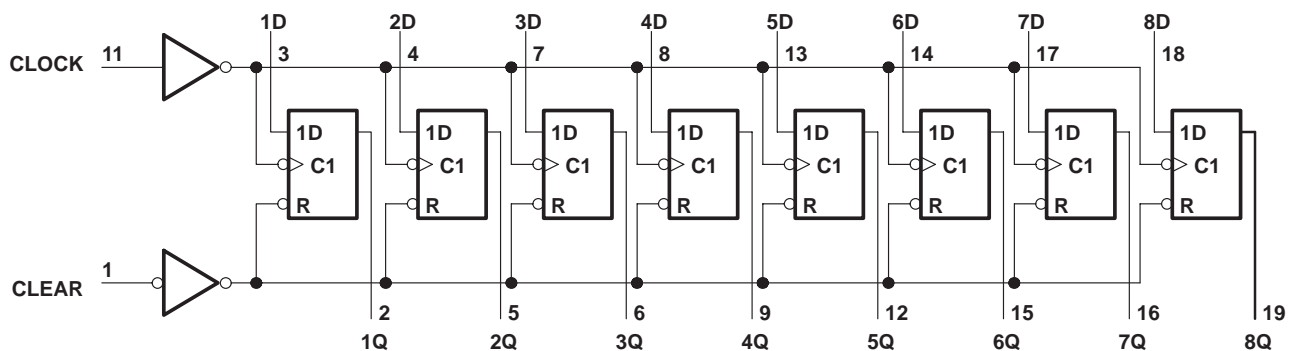 1D 2D 3D 4D 5D 6D 7D 8D
CLOCK 11 3 4 7 8 13 14 17 18
1D 1D 1D 1D 1D 1D 1D 1D
C1 C1 C1 C1 C1 C1 C1 C1
R R R R R R R R
CLEAR 1
2 5 6 9 12 15 16 19
1Q 2Q 3Q 4Q 5Q 6Q 7Q 8Q